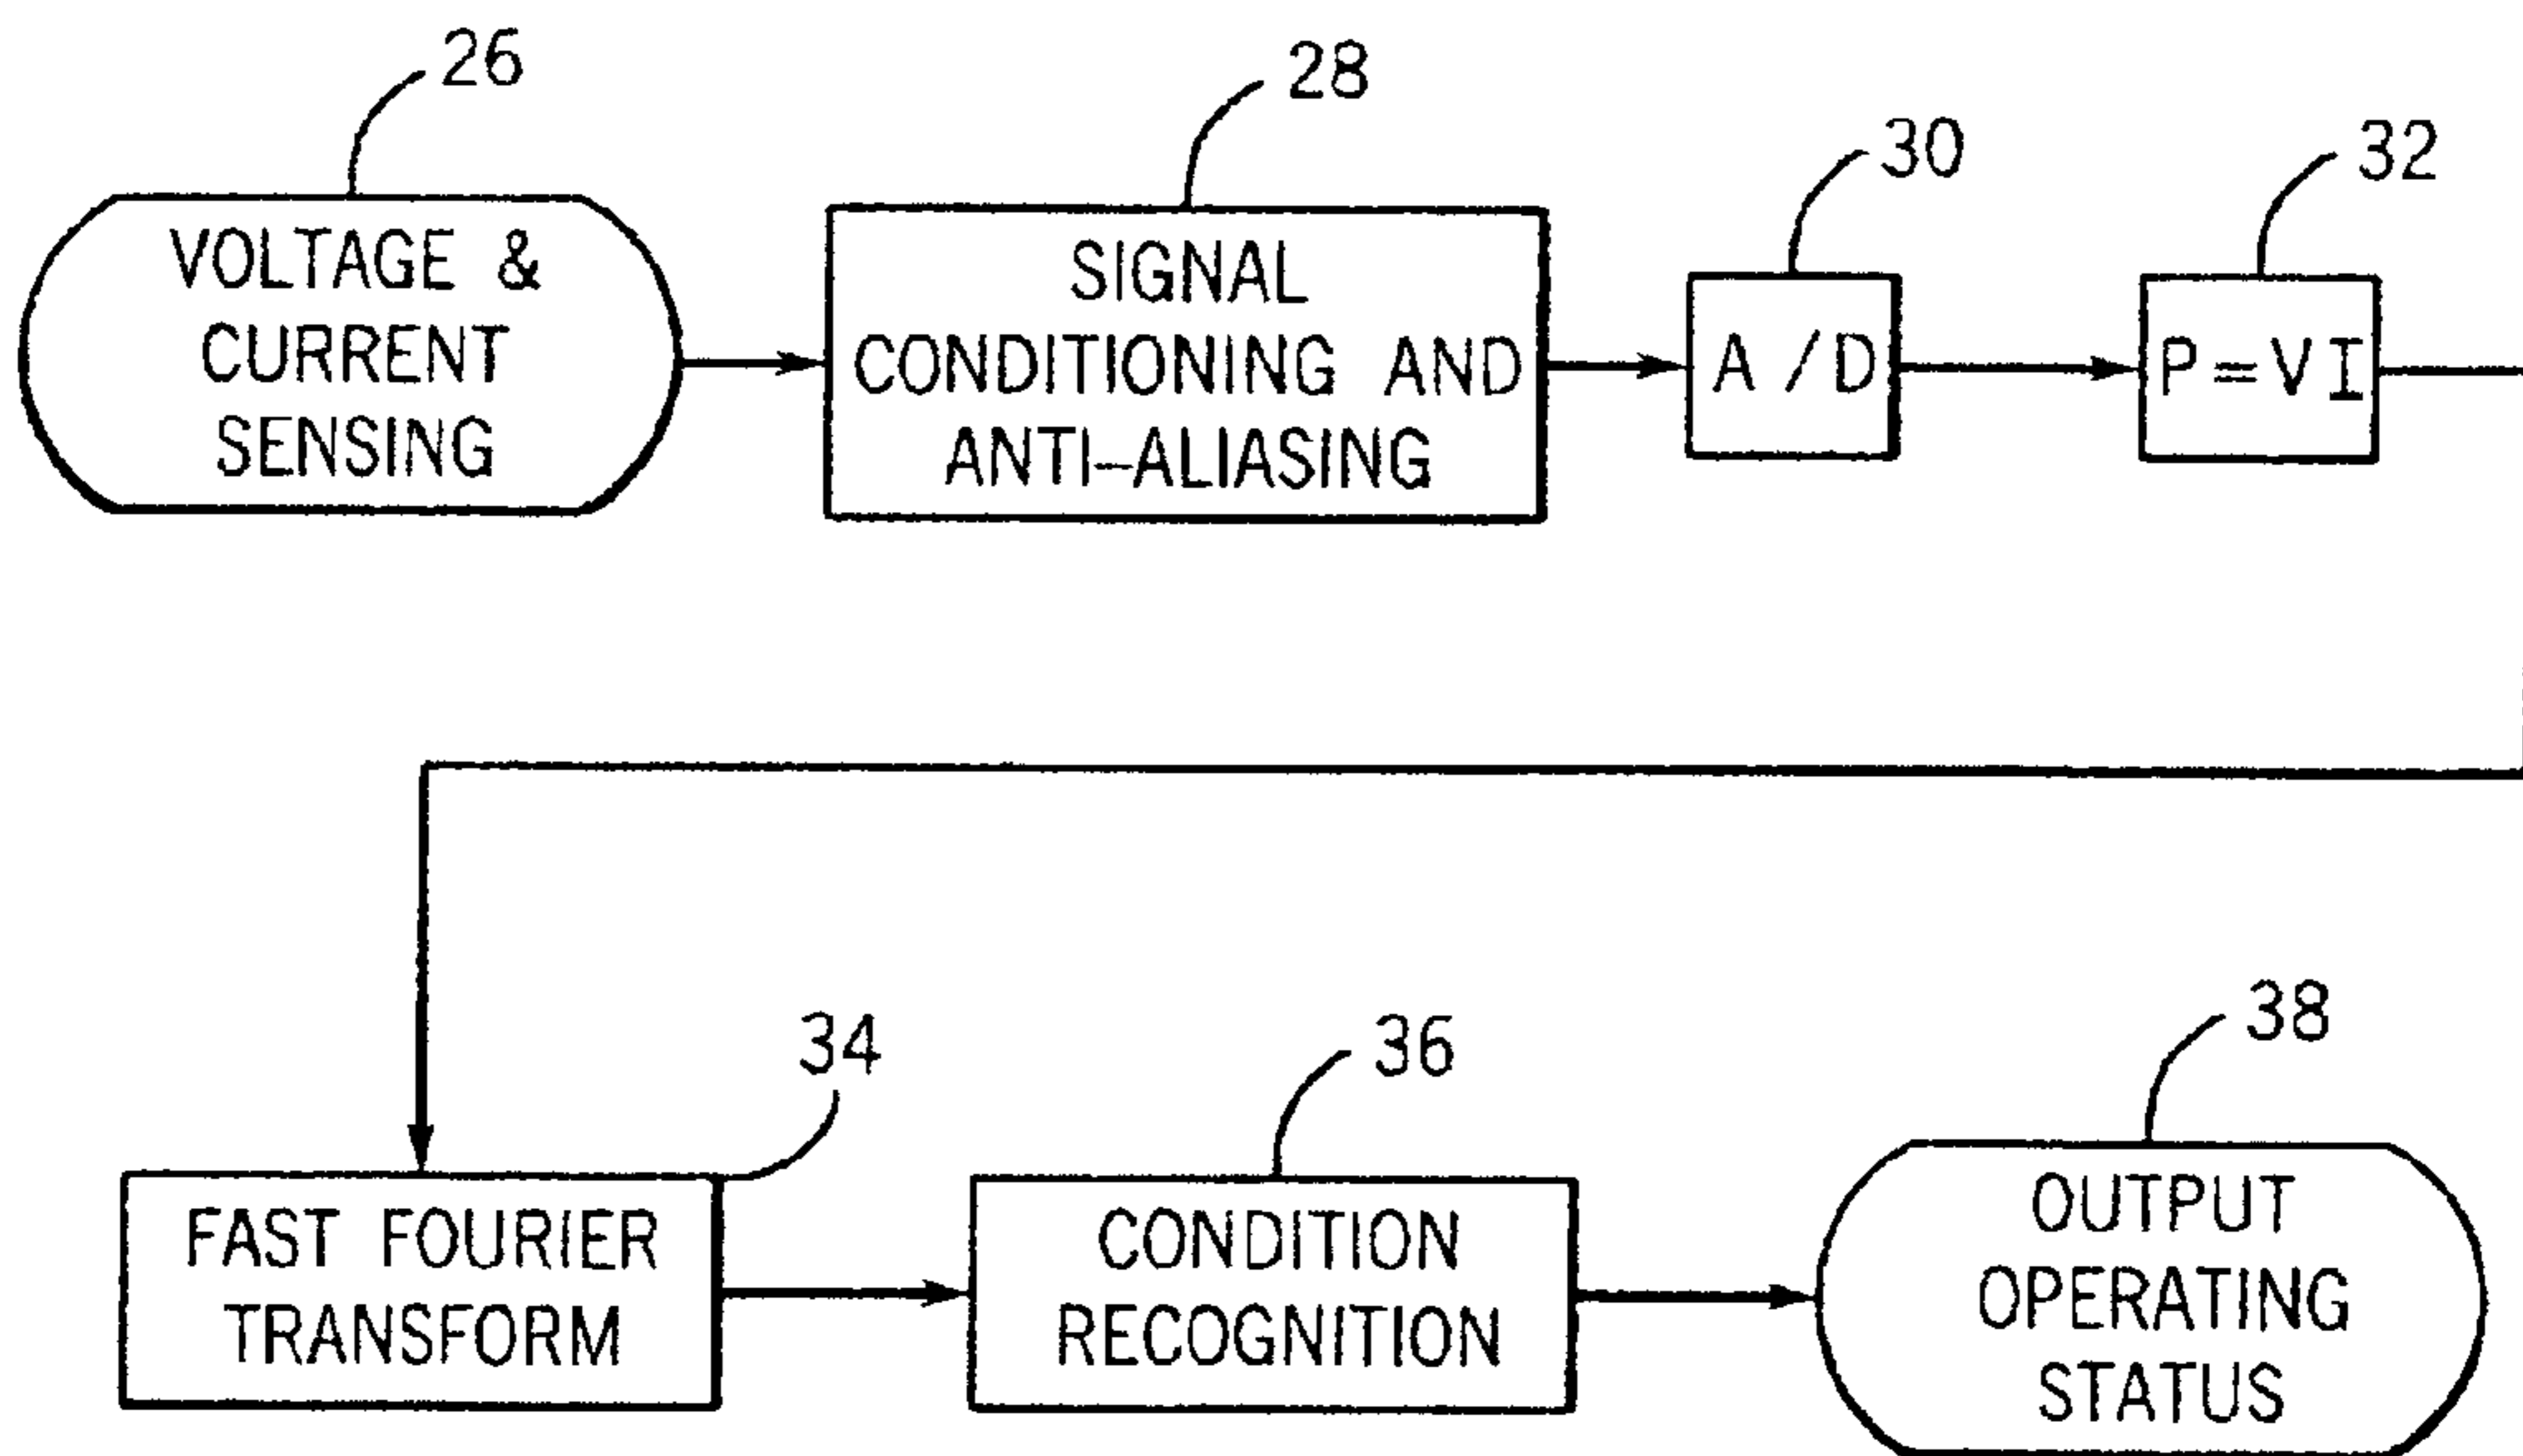 26
VOLTAGE &
CURRENT
SENSING
28
SIGNAL
CONDITIONING AND
ANTI-ALIASING
30
A/D
32
P=VI
34
FAST FOURIER
TRANSFORM
36
CONDITION
RECOGNITION
38
OUTPUT
OPERATING
STATUS